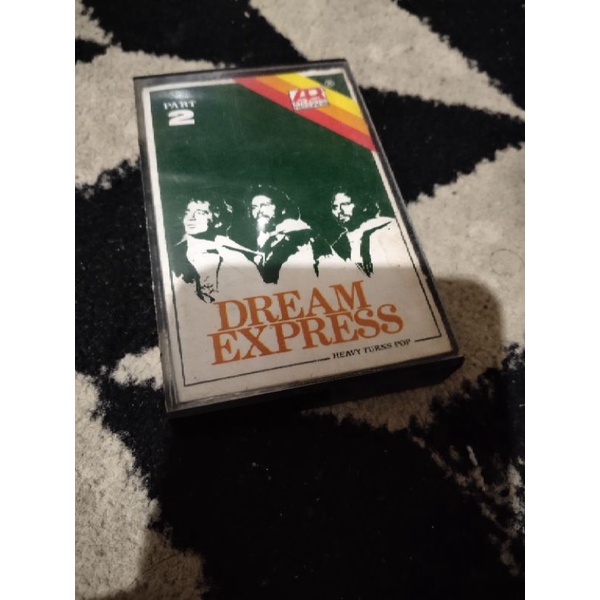 PART
2
®
DREAM
EXPRESS
HEAVY TURNS POP